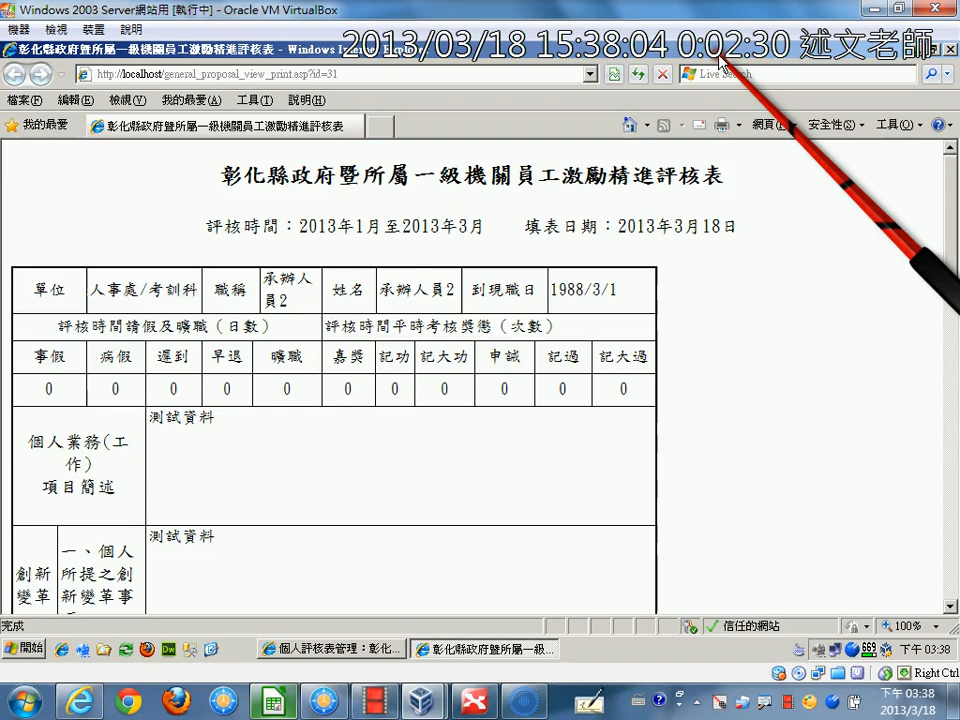 Windows 2003 Server網站用 [執行中] - Oracle VM VirtualBox
機器 檢視 裝置 說明
彰化縣政府暨所屬一級機關員工激勵精進評核表 - Windows Internet Explorer
2013/03/18 15:38:04 0:02:30 述文老師
http://localhost/general_proposal_view_print.asp?id=31
Live Search
檔案(F) 編輯(E) 檢視(V) 我的最愛(A) 工具(T) 說明(H)
我的最愛 彰化縣政府暨所屬一級機關員工激勵精進評核表 安全性(S) 工具(O)
彰化縣政府暨所屬一級機關員工激勵精進評核表
評核時間：2013年1月至2013年3月 填表日期：2013年3月18日
單位 人事處/考訓科 職稱 承辦人員2 姓名 承辦人員2 到現職日 1988/3/1
評核時間請假及曠職（日數） 評核時間平時考核獎懲（次數）
事假 病假 遲到 早退 曠職 嘉獎 記功 記大功 申誡 記過 記大過
0 0 0 0 0 0 0 0 0 0 0
個人業務(工
作)
項目簡述
測試資料
創新
變革
一、個人
所提之創
新變革事
測試資料
完成 信任的網站 100%
開始 個人評核表管理：彰化... 彰化縣政府暨所屬一級... 下午 03:38
Right Ctrl
下午 03:38
2013/3/18